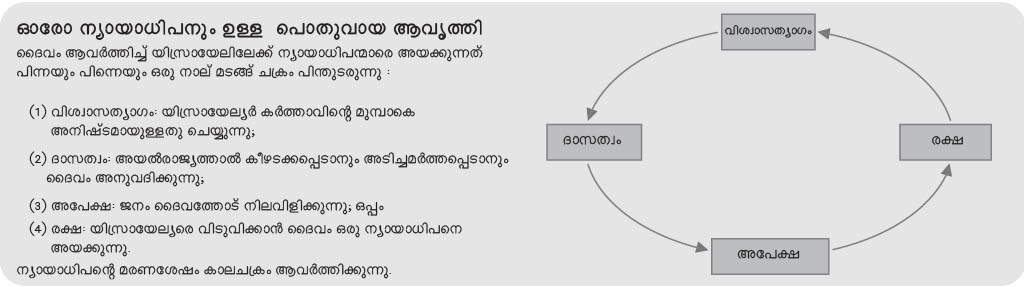 ഓരോ ന്യായാധിപനും ഉള്ള പൊതുവായ ആവൃത്തി
ദൈവം ആവർത്തിച്ച് യിസ്രായേലിലേക്ക് ന്യായാധിപന്മാരെ അയക്കുന്നത്
പിന്നയും പിന്നെയും ഒരു നാല് മടങ്ങ് ചക്രം പിന്തുടരുന്നു :
(1) വിശ്വാസത്യാഗം: യിസ്രായേല്യർ കർത്താവിന്റെ മുമ്പാകെ
അനിഷ്ടമായുള്ളതു ചെയ്യുന്നു;
(2) ദാസത്വം: അയൽരാജ്യത്താൽ കീഴടക്കപ്പെടാനും അടിച്ചമർത്തപ്പെടാനും
ദൈവം അനുവദിക്കുന്നു;
(3) അപേക്ഷ: ജനം ദൈവത്തോട് നിലവിളിക്കുന്നു; ഒപ്പം
(4) രക്ഷ: യിസ്രായേല്യരെ വിടുവിക്കാൻ ദൈവം ഒരു ന്യായാധിപനെ
അയക്കുന്നു.
ന്യായാധിപന്റെ മരണശേഷം കാലചക്രം ആവർത്തിക്കുന്നു.
വിശ്വാസത്യാഗം
ദാസത്വം
രക്ഷ
അപേക്ഷ